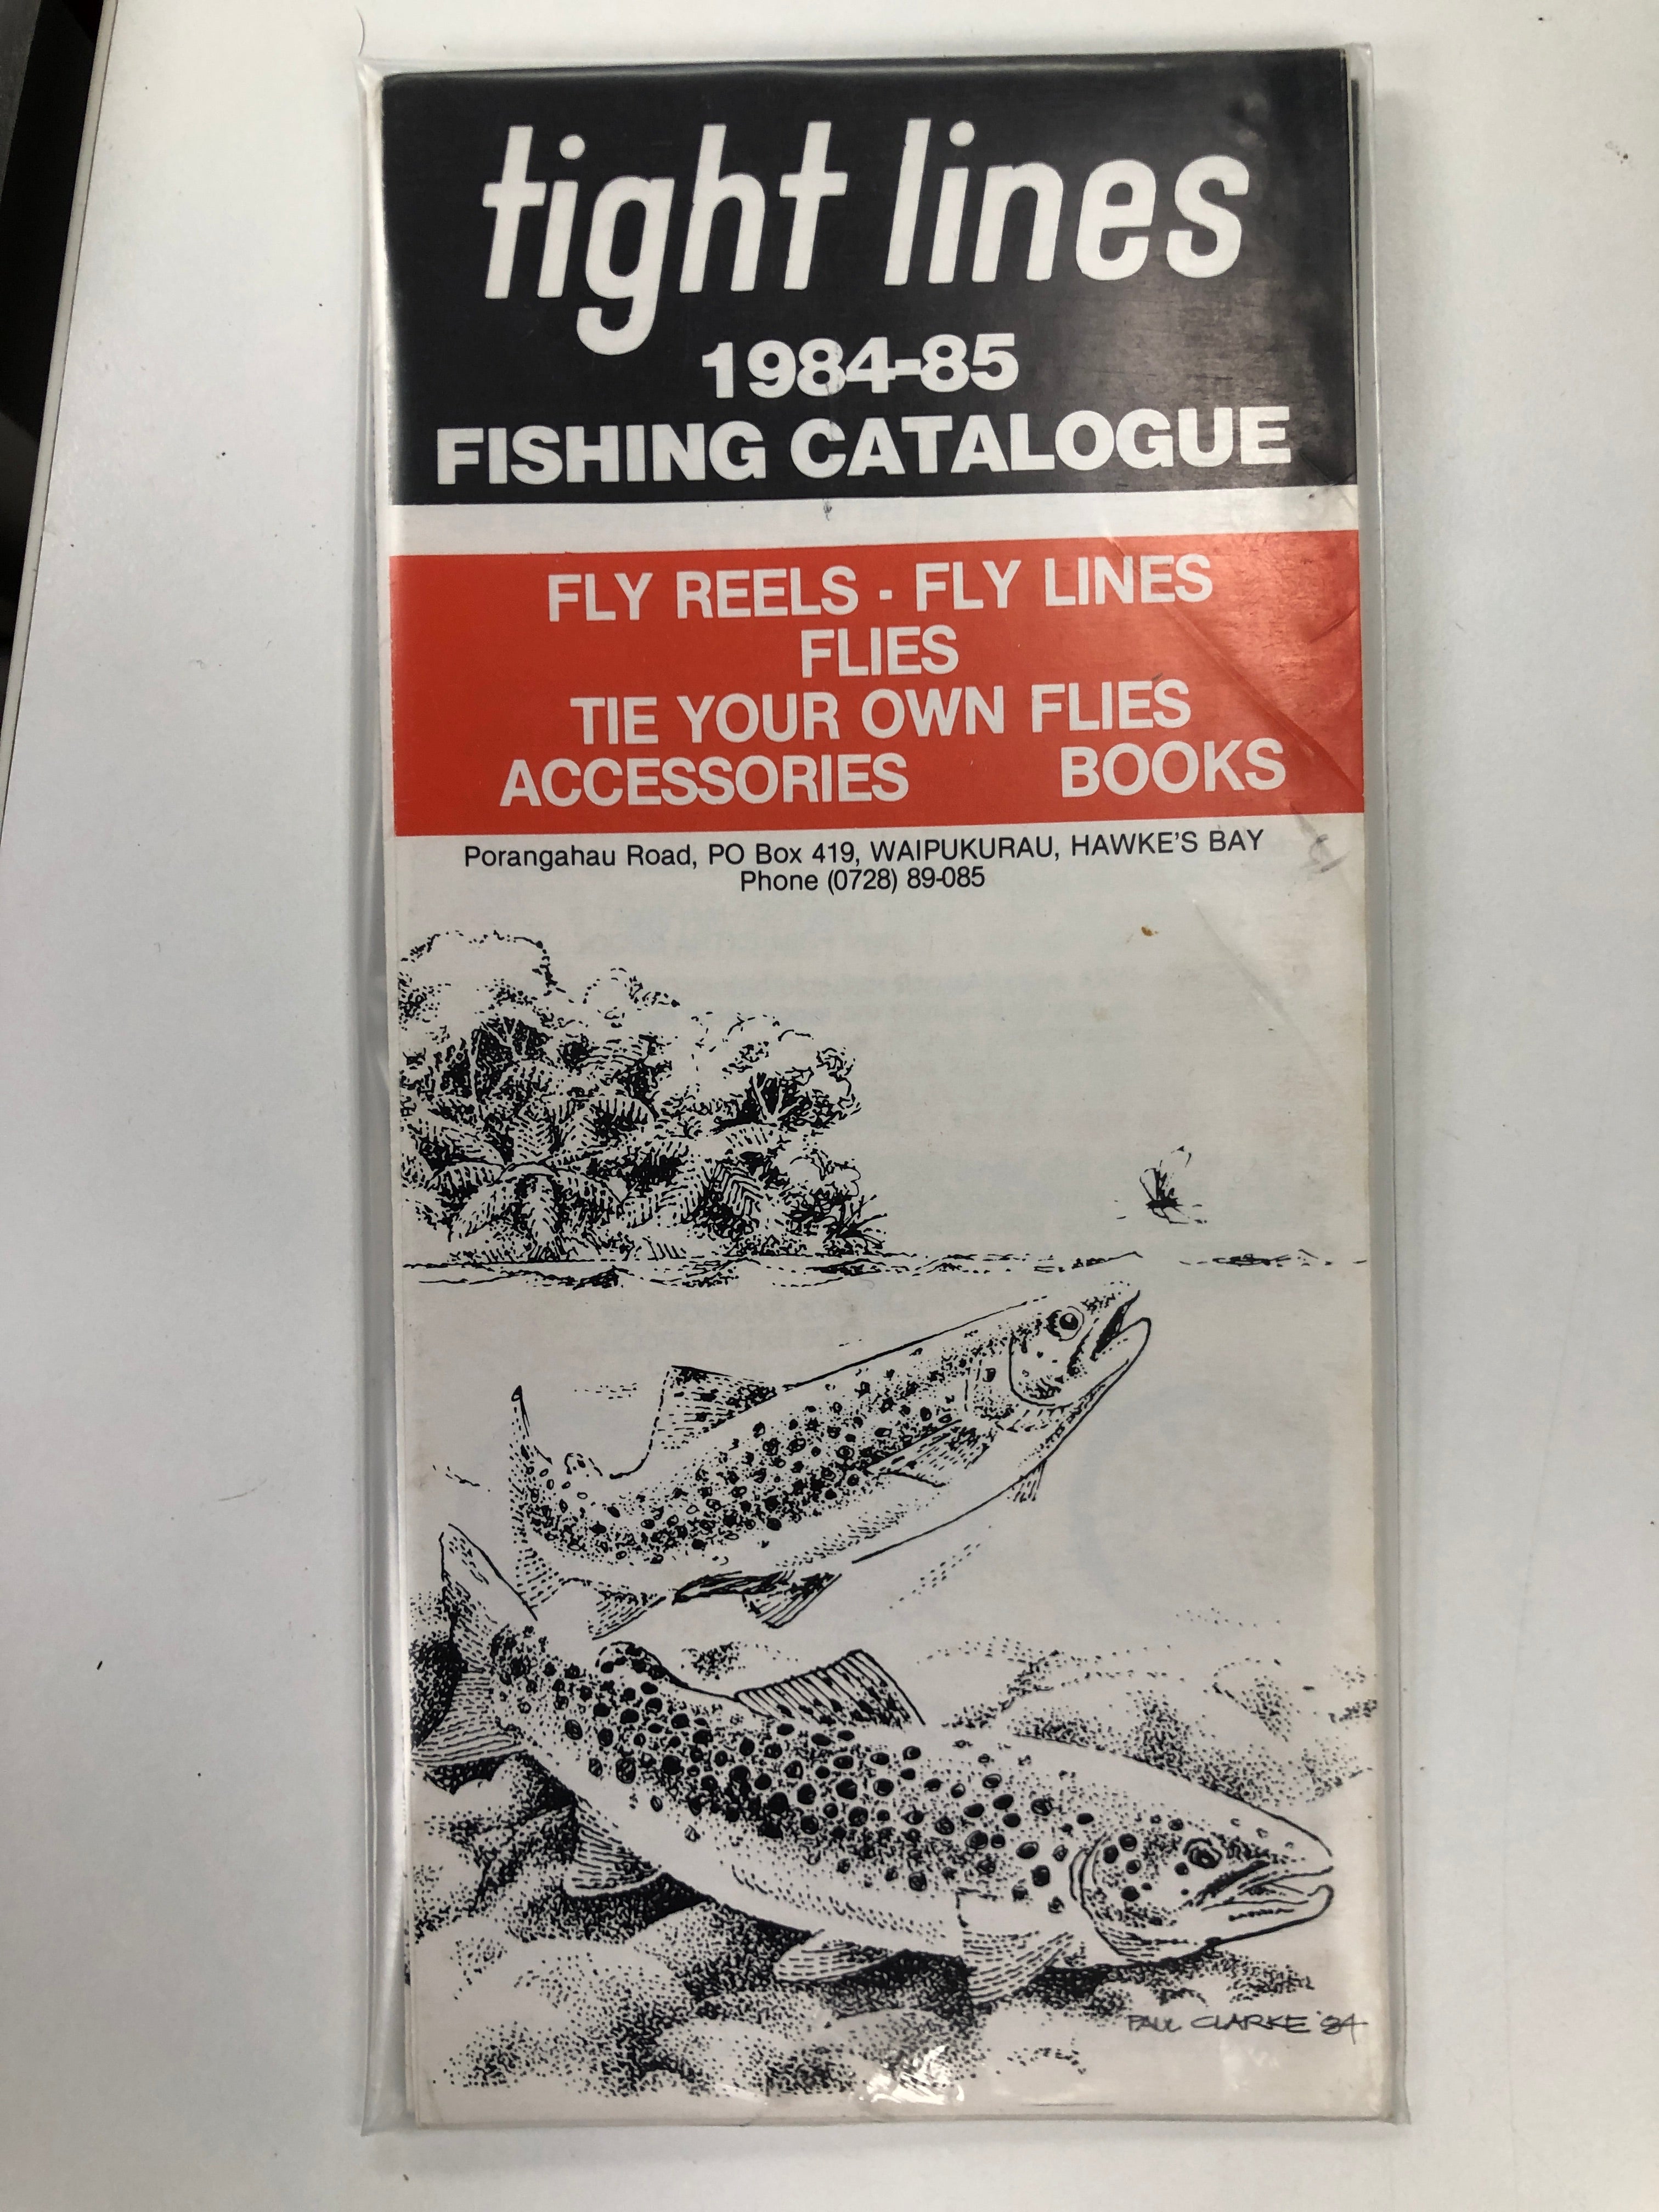 tight lines
1984-85
FISHING CATALOGUE
FLY REELS - FLY LINES
FLIES
TIE YOUR OWN FLIES
ACCESSORIES BOOKS
Porangahau Road, PO Box 419, WAIPUKURAU, HAWKE'S BAY
Phone (0728) 89-085
PAUL CLARKE '84